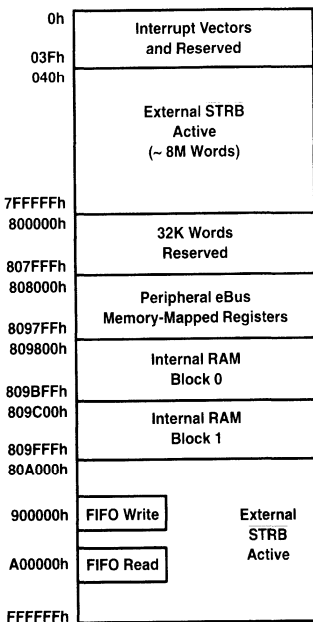 0h
Interrupt Vectors
and Reserved
03Fh
040h
External STRB
Active
(~ 8M Words)
7FFFFFh
800000h
32K Words
Reserved
807FFFh
808000h
Peripheral eBus
Memory-Mapped Registers
8097FFh
809800h
Internal RAM
Block 0
809BFFh
809C00h
Internal RAM
Block 1
809FFFh
80A000h
900000h
FIFO Write
External
STRB
Active
A00000h
FIFO Read
FFFFFFh